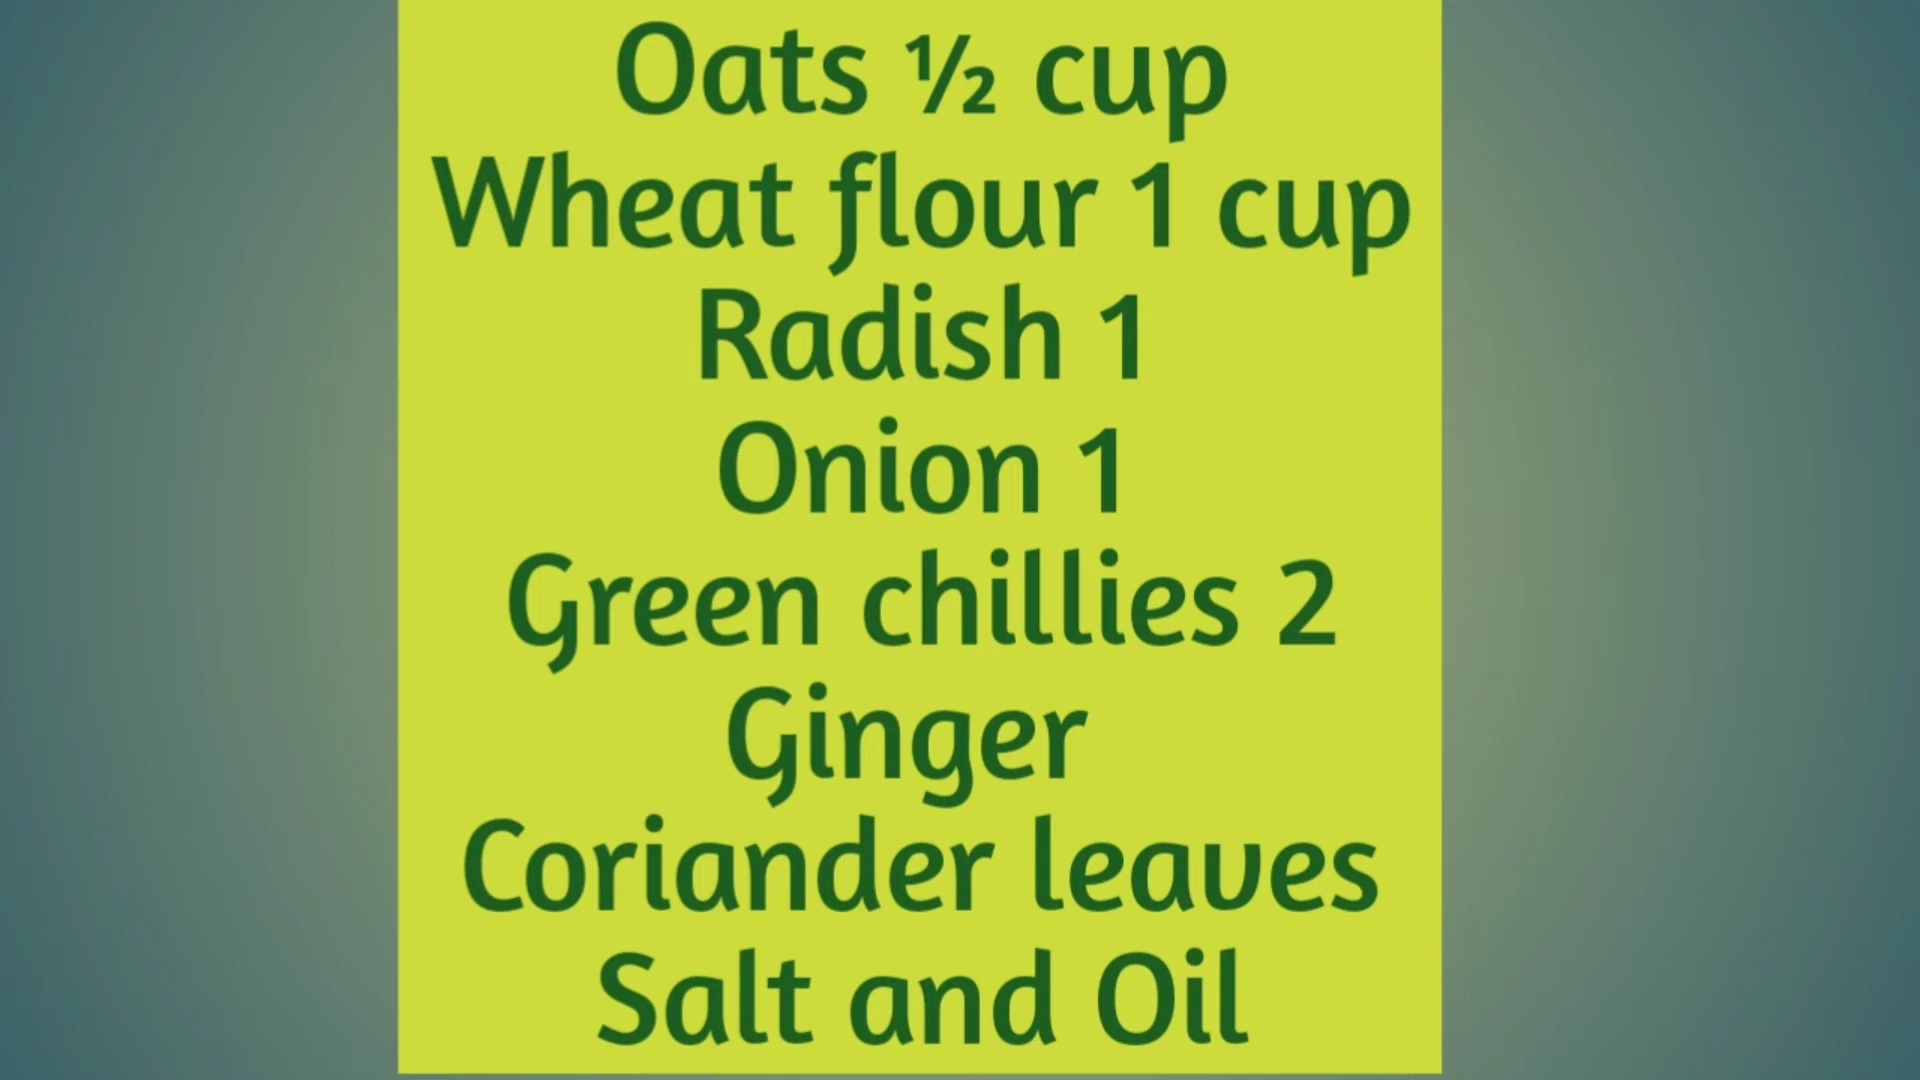 Oats ½ cup
Wheat flour 1 cup
Radish 1
Onion 1
Green chillies 2
Ginger
Coriander leaves
Salt and Oil